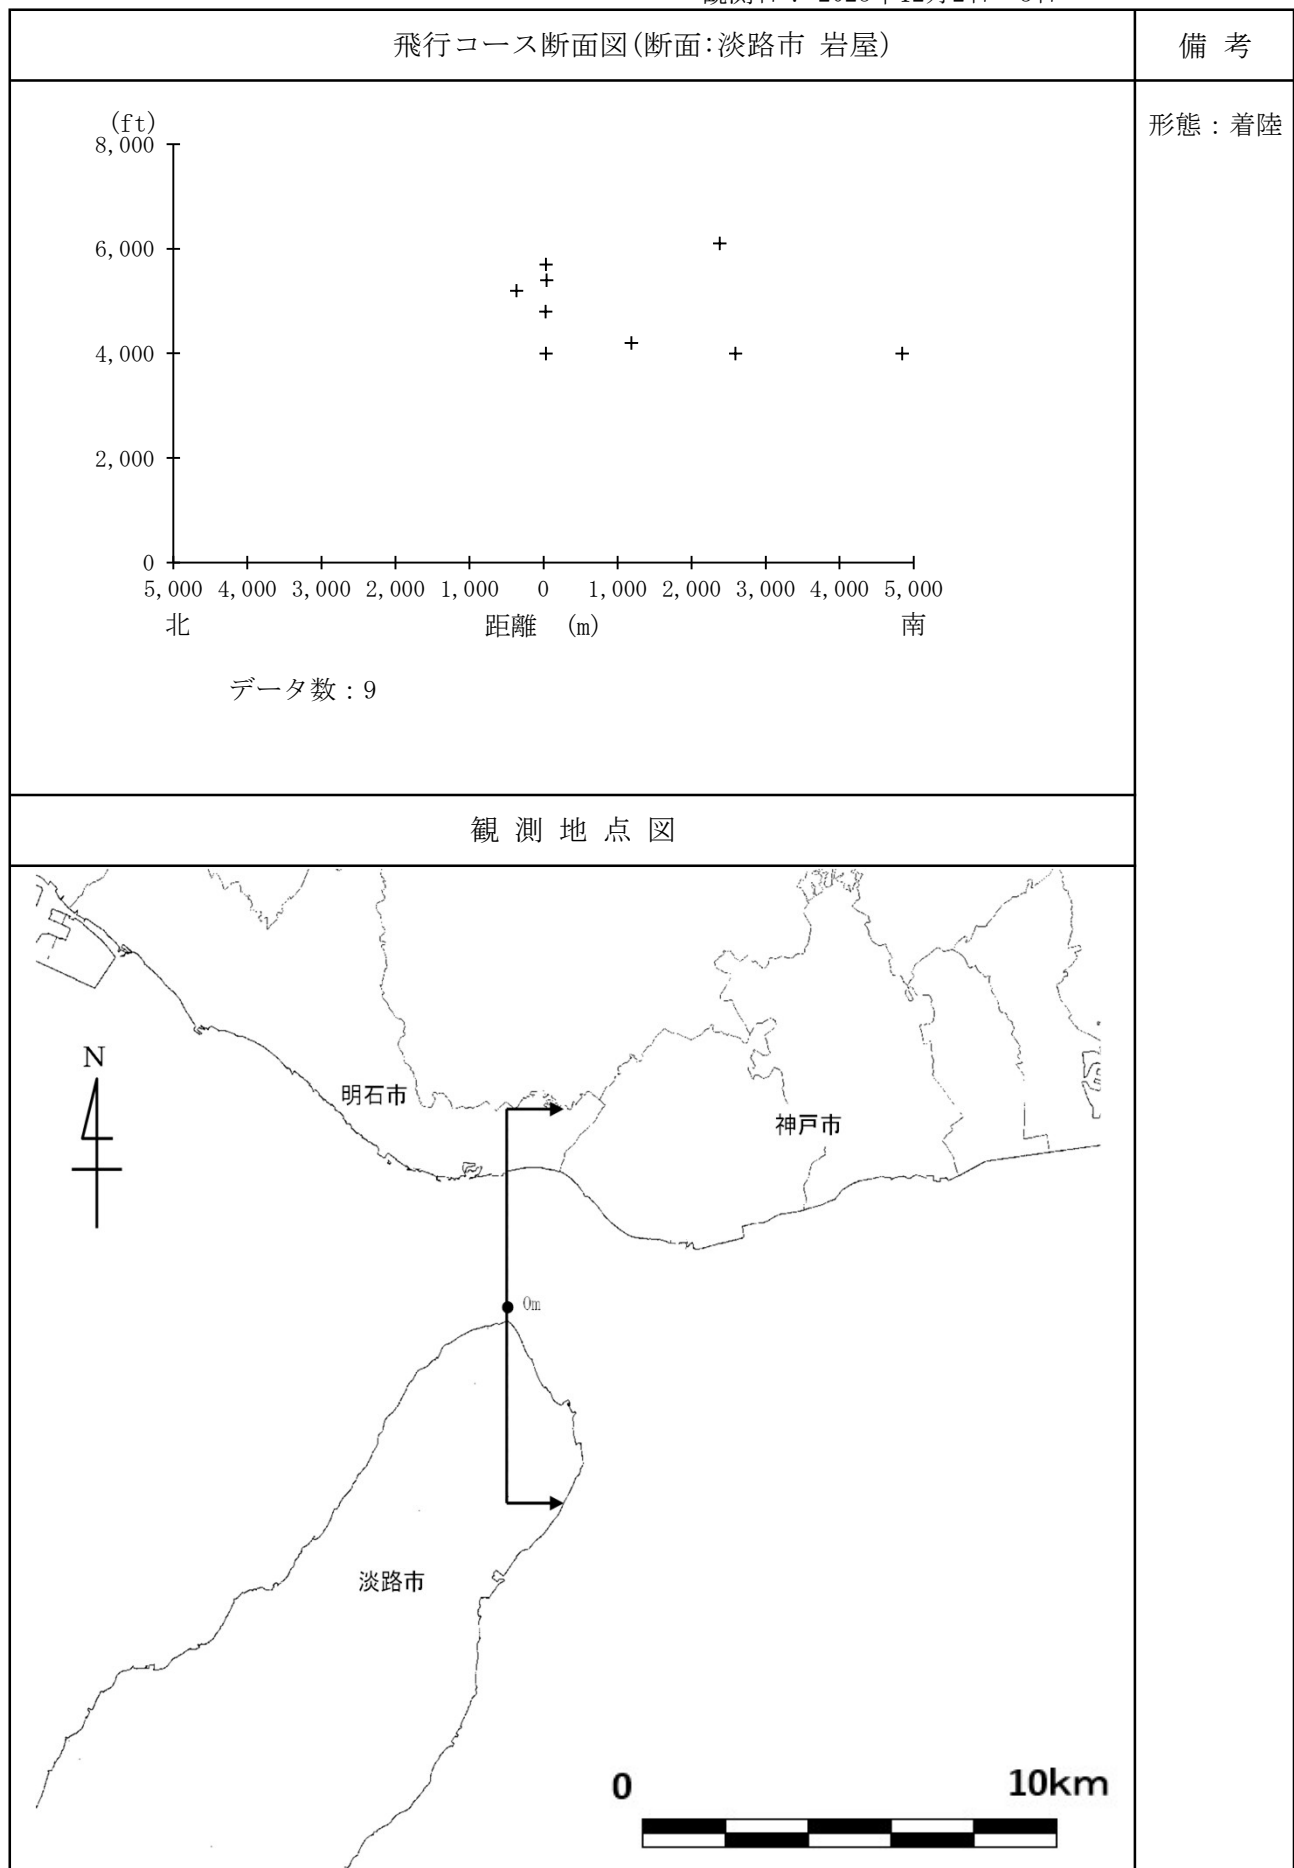 飛行コース断面図(断面:淡路市 岩屋)
備 考
形態：着陸
(ft)
8,000
6,000
4,000
2,000
0
5,000 4,000 3,000 2,000 1,000 0 1,000 2,000 3,000 4,000 5,000
北 距離 (m) 南
データ数：9
観 測 地 点 図
N
明石市
神戸市
0m
淡路市
0 10km